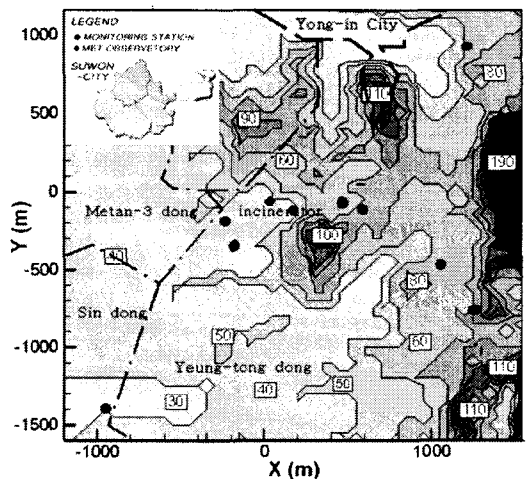 LEGEND
● MONITORING STATION
● MET OBSERVETORY
SUWON
-CITY
Yong-in City
Metan-3 dong
incinerator
Sin dong
Yeung-tong dong
80
110
90
190
60
100
80
50
60
50
40
30
110
110
1000
500
0
-500
-1000
-1500
Y (m)
-1000
0
1000
X (m)